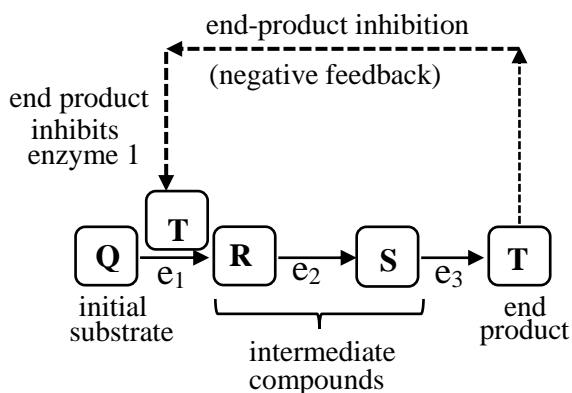 end-product inhibition
(negative feedback)
end product
inhibits
enzyme 1
T
Q
e1
R
e2
S
e3
T
initial
substrate
end
product
intermediate
compounds